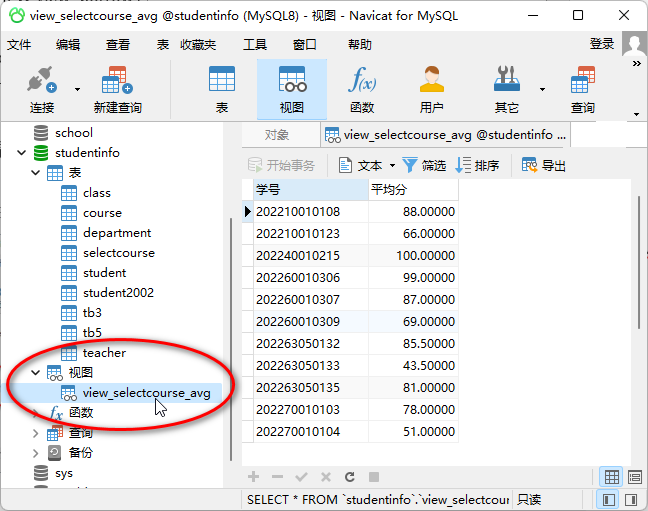 view_selectcourse_avg @studentinfo (MySQL8) - 视图 - Navicat for MySQL
文件 编辑 查看 表 收藏夹 工具 窗口 帮助 登录
连接 新建查询 表 视图 函数 用户 其它 查询
school
studentinfo
表
class
course
department
selectcourse
student
student2002
tb3
tb5
teacher
视图
view_selectcourse_avg
函数
查询
备份
sys
对象 view_selectcourse_avg @studentinfo ...
开始事务 文本 筛选 排序 导出
学号 平均分
202210010108 88.00000
202210010123 66.00000
202240010215 100.00000
202260010306 99.00000
202260010307 87.00000
202260010309 69.00000
202263050132 85.50000
202263050133 43.50000
202263050135 81.00000
202270010103 78.00000
202270010104 51.00000
SELECT * FROM `studentinfo`.`view_selectcour 只读